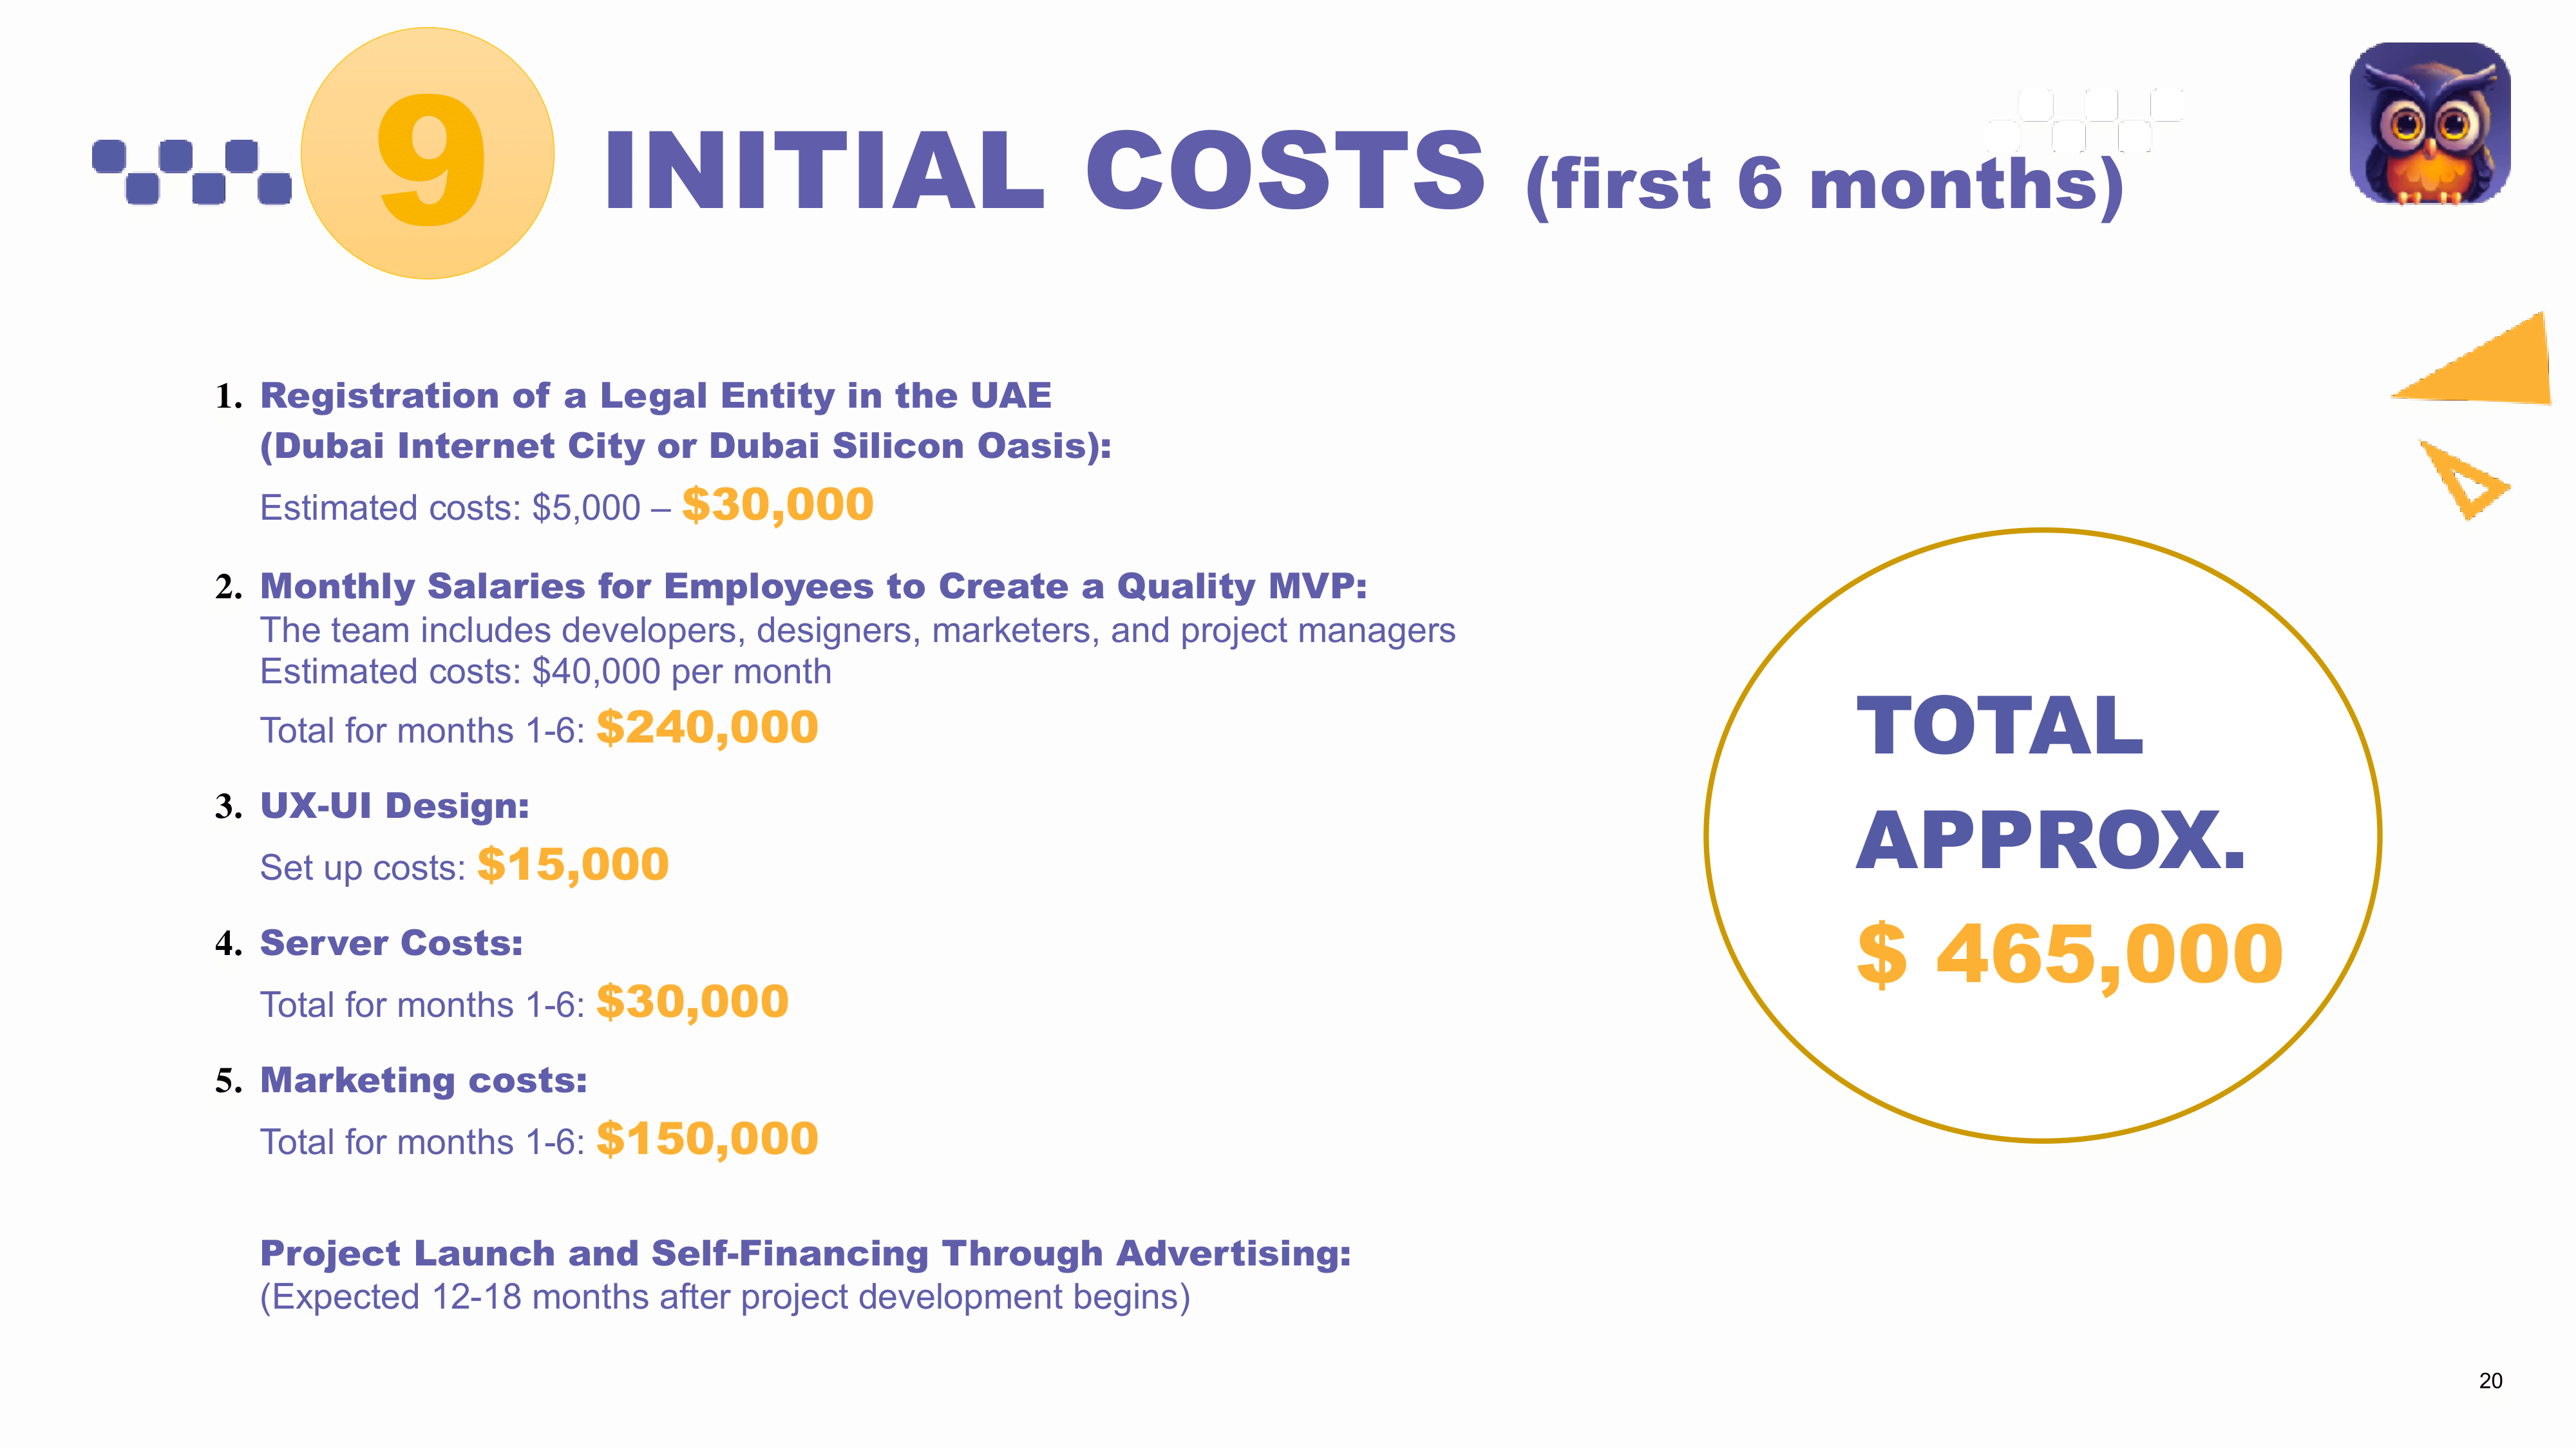 9
INITIAL COSTS (first 6 months)
1. Registration of a Legal Entity in the UAE
(Dubai Internet City or Dubai Silicon Oasis):
Estimated costs: $5,000 – $30,000
2. Monthly Salaries for Employees to Create a Quality MVP:
The team includes developers, designers, marketers, and project managers
Estimated costs: $40,000 per month
Total for months 1-6: $240,000
3. UX-UI Design:
Set up costs: $15,000
4. Server Costs:
Total for months 1-6: $30,000
5. Marketing costs:
Total for months 1-6: $150,000
Project Launch and Self-Financing Through Advertising:
(Expected 12-18 months after project development begins)
TOTAL
APPROX.
$ 465,000
20